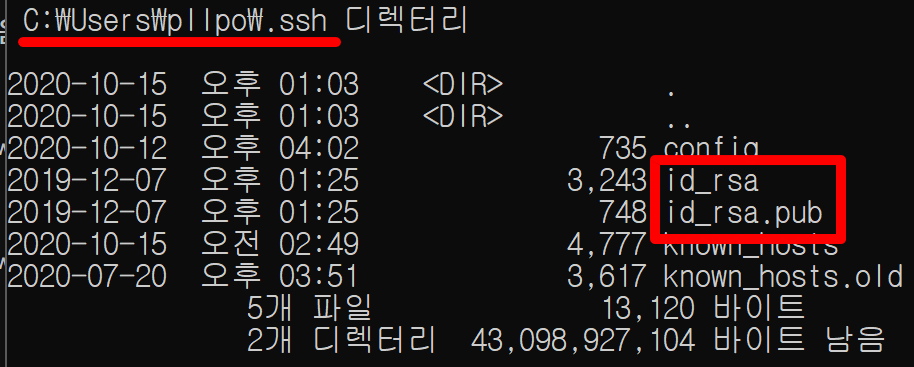 C:₩Users₩pllpo₩.ssh 디렉터리
2020-10-15 오후 01:03 <DIR> .
2020-10-15 오후 01:03 <DIR> ..
2020-10-12 오후 04:02 735 config
2019-12-07 오후 01:25 3,243 id_rsa
2019-12-07 오후 01:25 748 id_rsa.pub
2020-10-15 오전 02:49 4,777 known_hosts
2020-07-20 오후 03:51 3,617 known_hosts.old
5개 파일 13,120 바이트
2개 디렉터리 43,098,927,104 바이트 남음